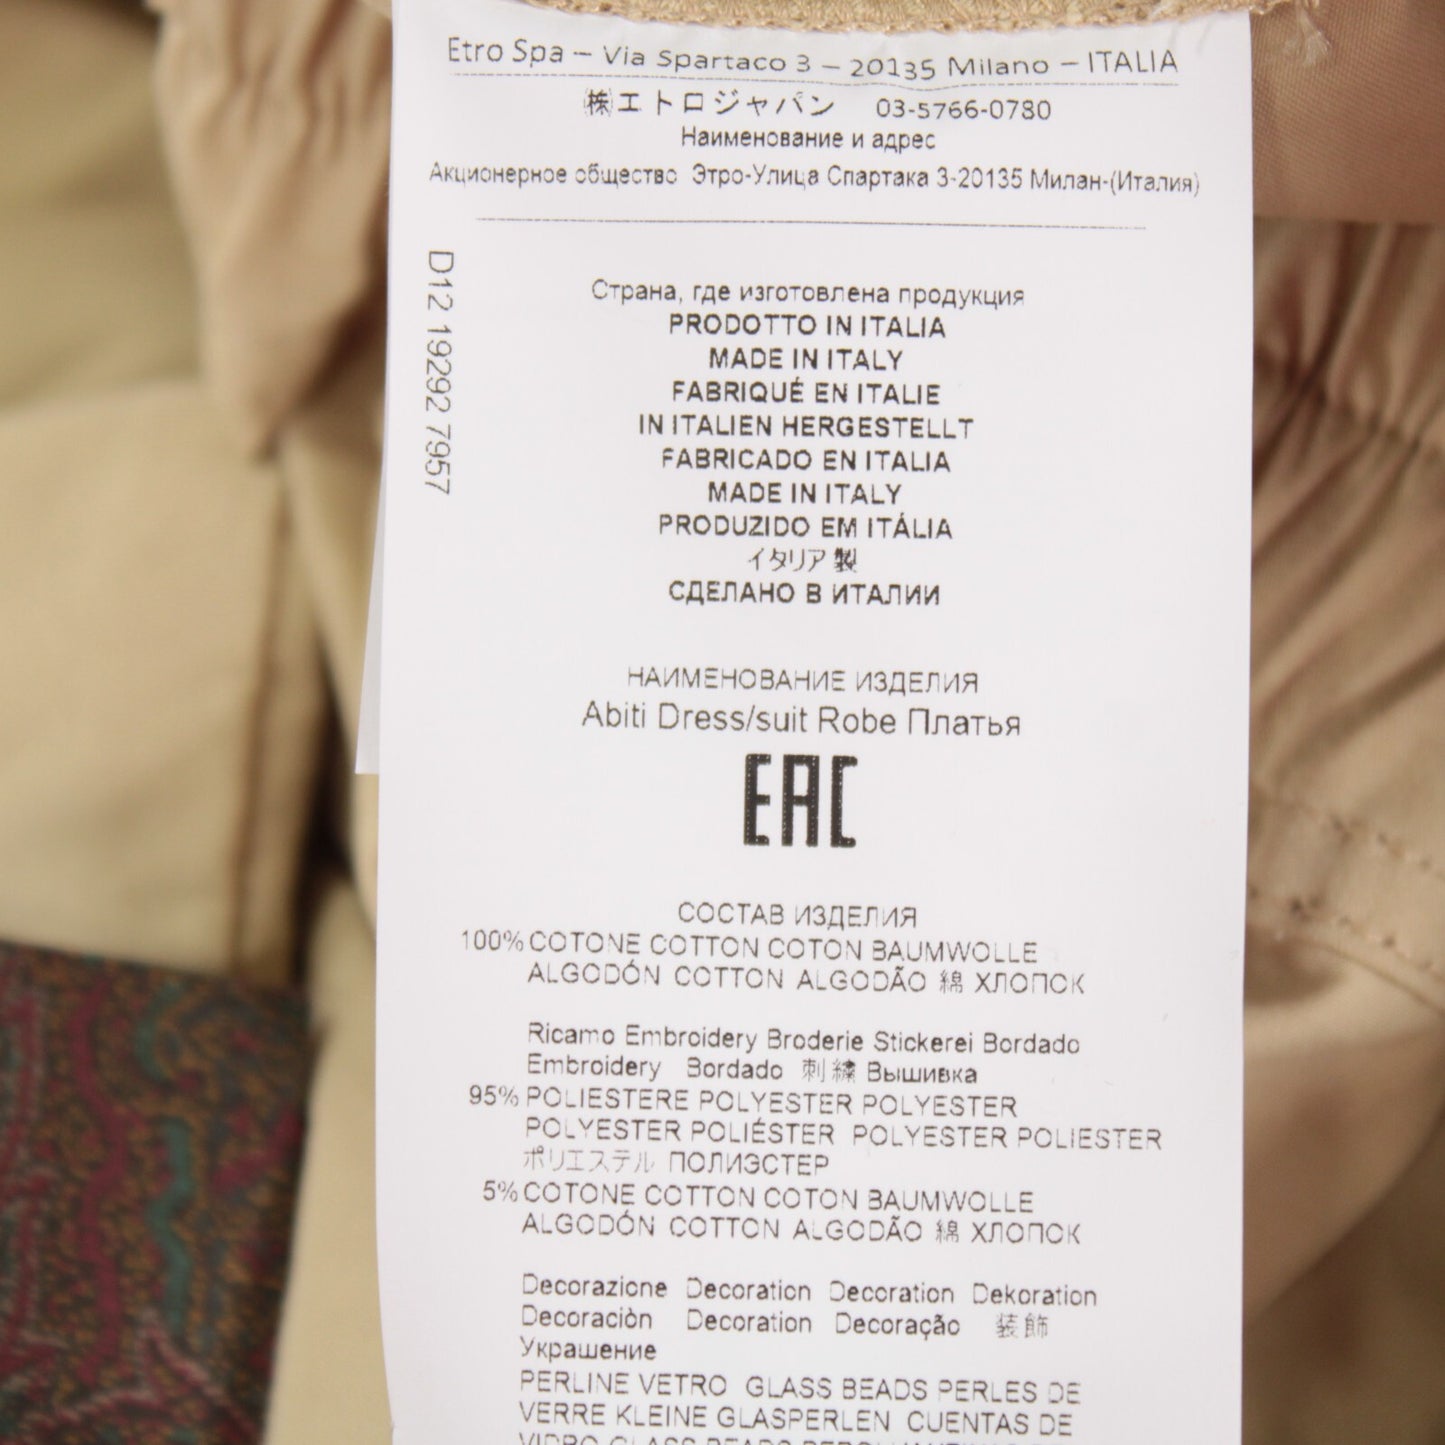 Etro Spa – Via Spartaco 3 – 20135 Milano – ITALIA
㈱エトロジャパン 03-5766-0780
Наименование и адрес
Акционерное общество Этро-Улица Спартака 3-20135 Милан-(Италия)
D12 19292 7957
Страна, где изготовлена продукция
PRODOTTO IN ITALIA
MADE IN ITALY
FABRIQUÉ EN ITALIE
IN ITALIEN HERGESTELLT
FABRICADO EN ITALIA
MADE IN ITALY
PRODUZIDO EM ITÁLIA
イタリア製
СДЕЛАНО В ИТАЛИИ
НАИМЕНОВАНИЕ ИЗДЕЛИЯ
Abiti Dress/suit Robe Платья
EAC
СОСТАВ ИЗДЕЛИЯ
100% COTONE COTTON COTON BAUMWOLLE
ALGODÓN COTTON ALGODÃO 綿 ХЛОПОК
Ricamo Embroidery Broderie Stickerei Bordado
Embroidery Bordado 刺繍 Вышивка
95% POLIESTERE POLYESTER POLYESTER
POLYESTER POLIÉSTER POLYESTER POLIESTER
ポリエステル ПОЛИЭСТЕР
5% COTONE COTTON COTON BAUMWOLLE
ALGODÓN COTTON ALGODÃO 綿 ХЛОПОК
Decorazione Decoration Decoration Dekoration
Decoraciòn Decoration Decoração 装飾
Украшение
PERLINE VETRO GLASS BEADS PERLES DE
VERRE KLEINE GLASPERLEN CUENTAS DE
VIDRO GLASS BEADS